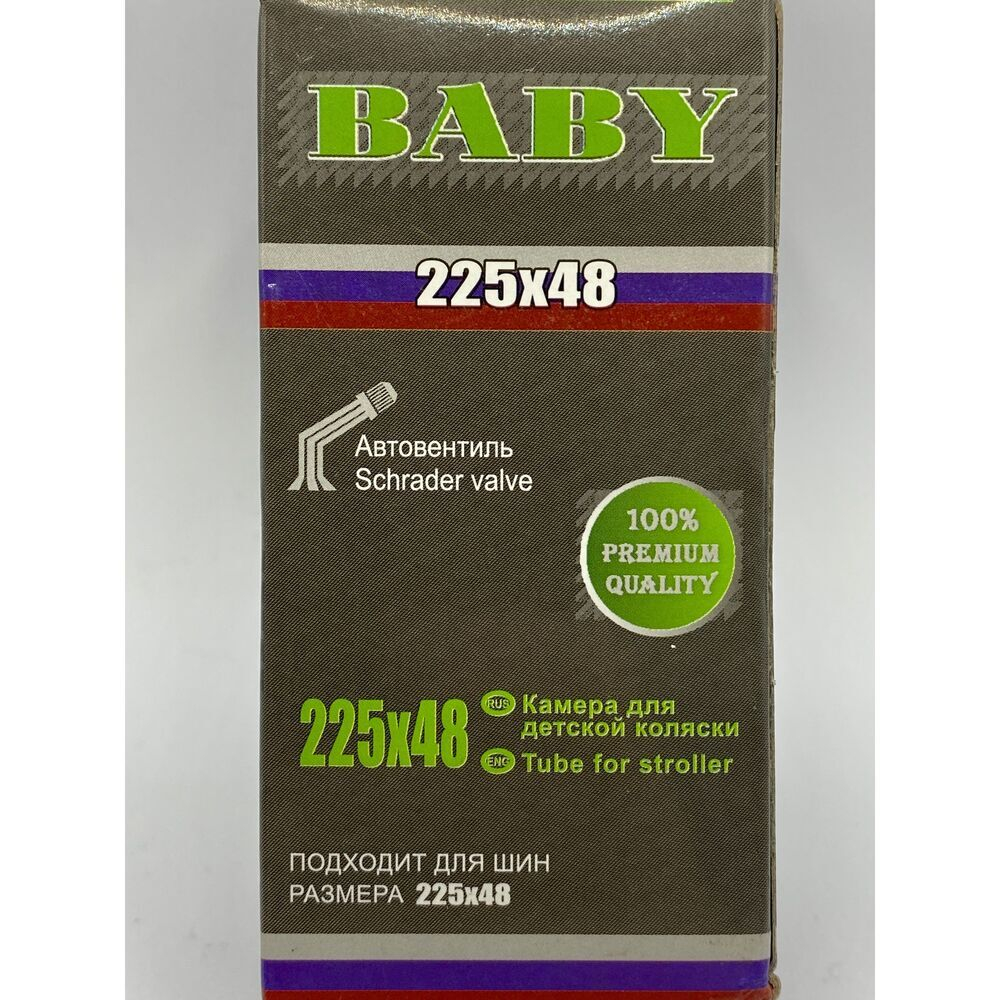 BABY
225x48
Автовентиль
Schrader valve
100%
PREMIUM
QUALITY
225x48
RUS Камера для
детской коляски
ENG Tube for stroller
ПОДХОДИТ ДЛЯ ШИН
РАЗМЕРА 225x48